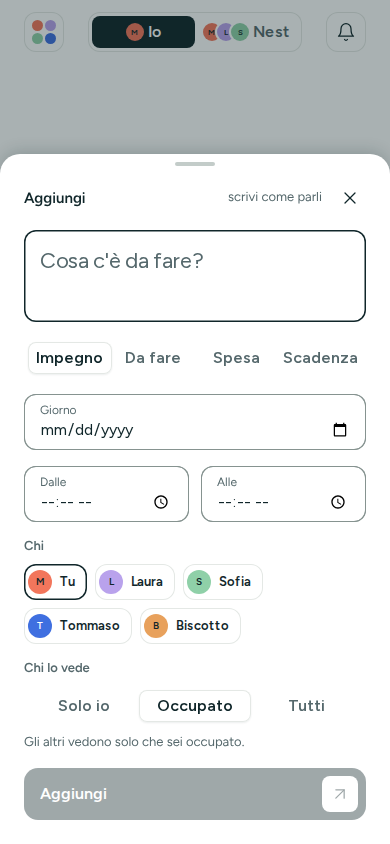 M Io M L S Nest
Aggiungi scrivi come parli
Cosa c'è da fare?
Impegno Da fare Spesa Scadenza
Giorno
mm/dd/yyyy
Dalle Alle
--:-- -- --:-- --
Chi
M Tu L Laura S Sofia
T Tommaso B Biscotto
Chi lo vede
Solo io Occupato Tutti
Gli altri vedono solo che sei occupato.
Aggiungi